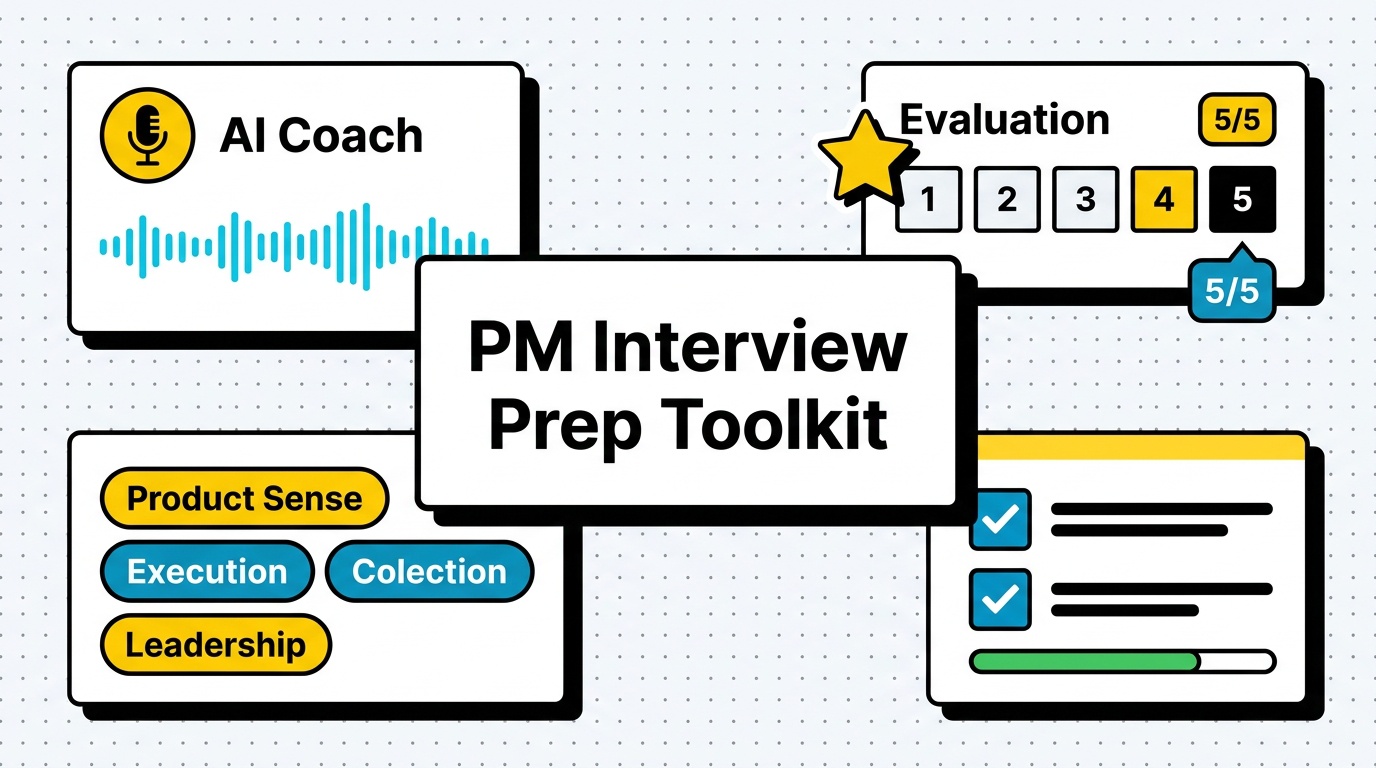 AI Coach
Evaluation
5/5
1 2 3 4 5
5/5
PM Interview
Prep Toolkit
Product Sense
Execution
Colection
Leadership